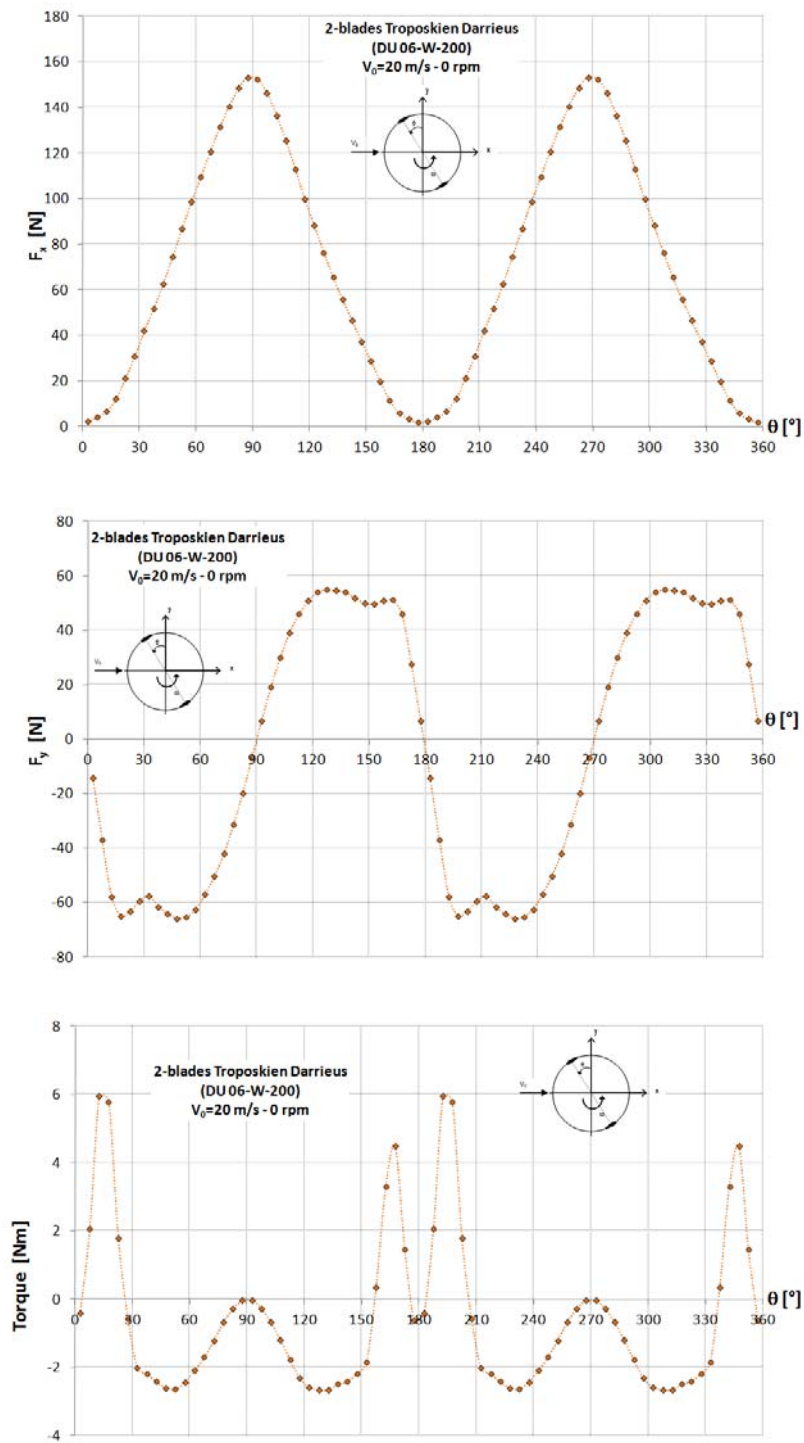 2-blades Troposkien Darrieus
(DU 06-W-200)
V₀=20 m/s - 0 rpm
y
V₀
x
Fₓ [N]
180
160
140
120
100
80
60
40
20
0
0 30 60 90 120 150 180 210 240 270 300 330 360
θ [°]
2-blades Troposkien Darrieus
(DU 06-W-200)
V₀=20 m/s - 0 rpm
y
V₀
x
Fᵧ [N]
80
60
40
20
0
-20
-40
-60
-80
0 30 60 90 120 150 180 210 240 270 300 330 360
θ [°]
2-blades Troposkien Darrieus
(DU 06-W-200)
V₀=20 m/s - 0 rpm
y
V₀
x
Torque [Nm]
8
6
4
2
0
-2
-4
0 30 60 90 120 150 180 210 240 270 300 330 360
θ [°]